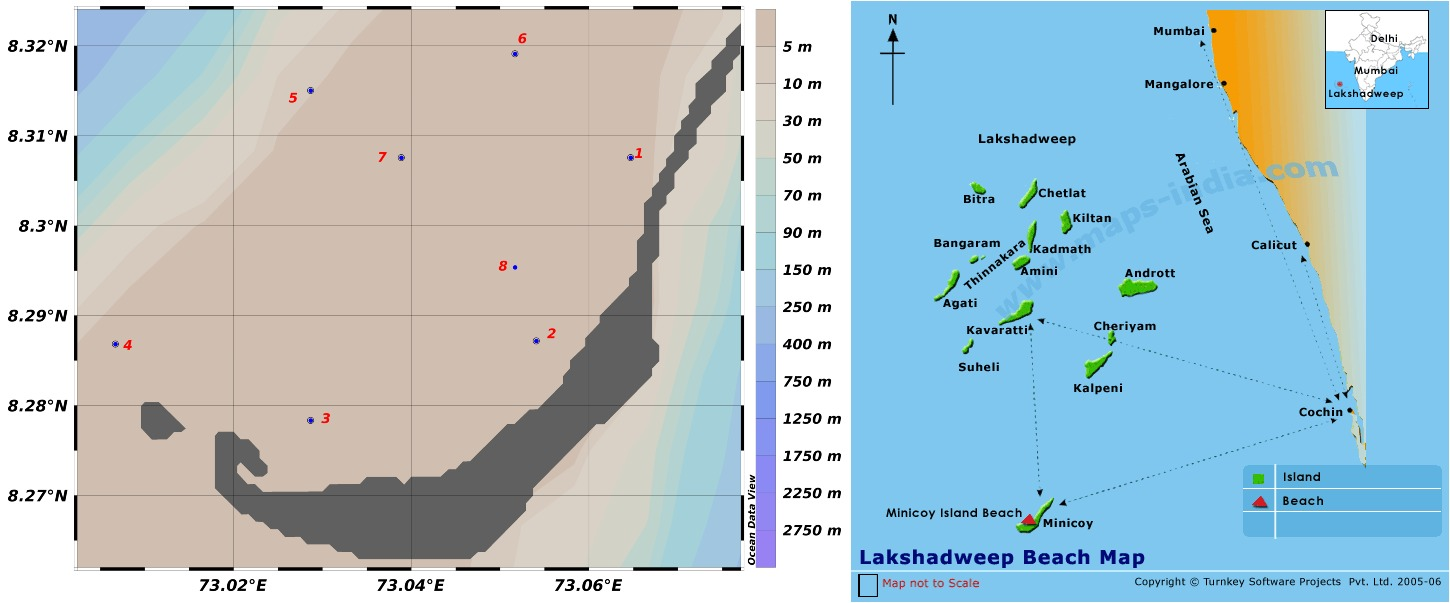 8.32°N
8.31°N
8.3°N
8.29°N
8.28°N
8.27°N
73.02°E
73.04°E
73.06°E
6
5
7
1
8
2
4
3
5 m
10 m
30 m
50 m
70 m
90 m
150 m
250 m
400 m
750 m
1250 m
1750 m
2250 m
2750 m
Ocean Data View
N
Mumbai
Mangalore
Delhi
Mumbai
Lakshadweep
Lakshadweep
Arabian Sea
www.maps-india.com
Bitra
Chetlat
Kiltan
Bangaram
Thinnakara
Kadmath
Amini
Agati
Andrott
Calicut
Kavaratti
Cheriyam
Suheli
Kalpeni
Cochin
Minicoy Island Beach
Minicoy
Island
Beach
Lakshadweep Beach Map
Map not to Scale
Copyright © Turnkey Software Projects Pvt. Ltd. 2005-06